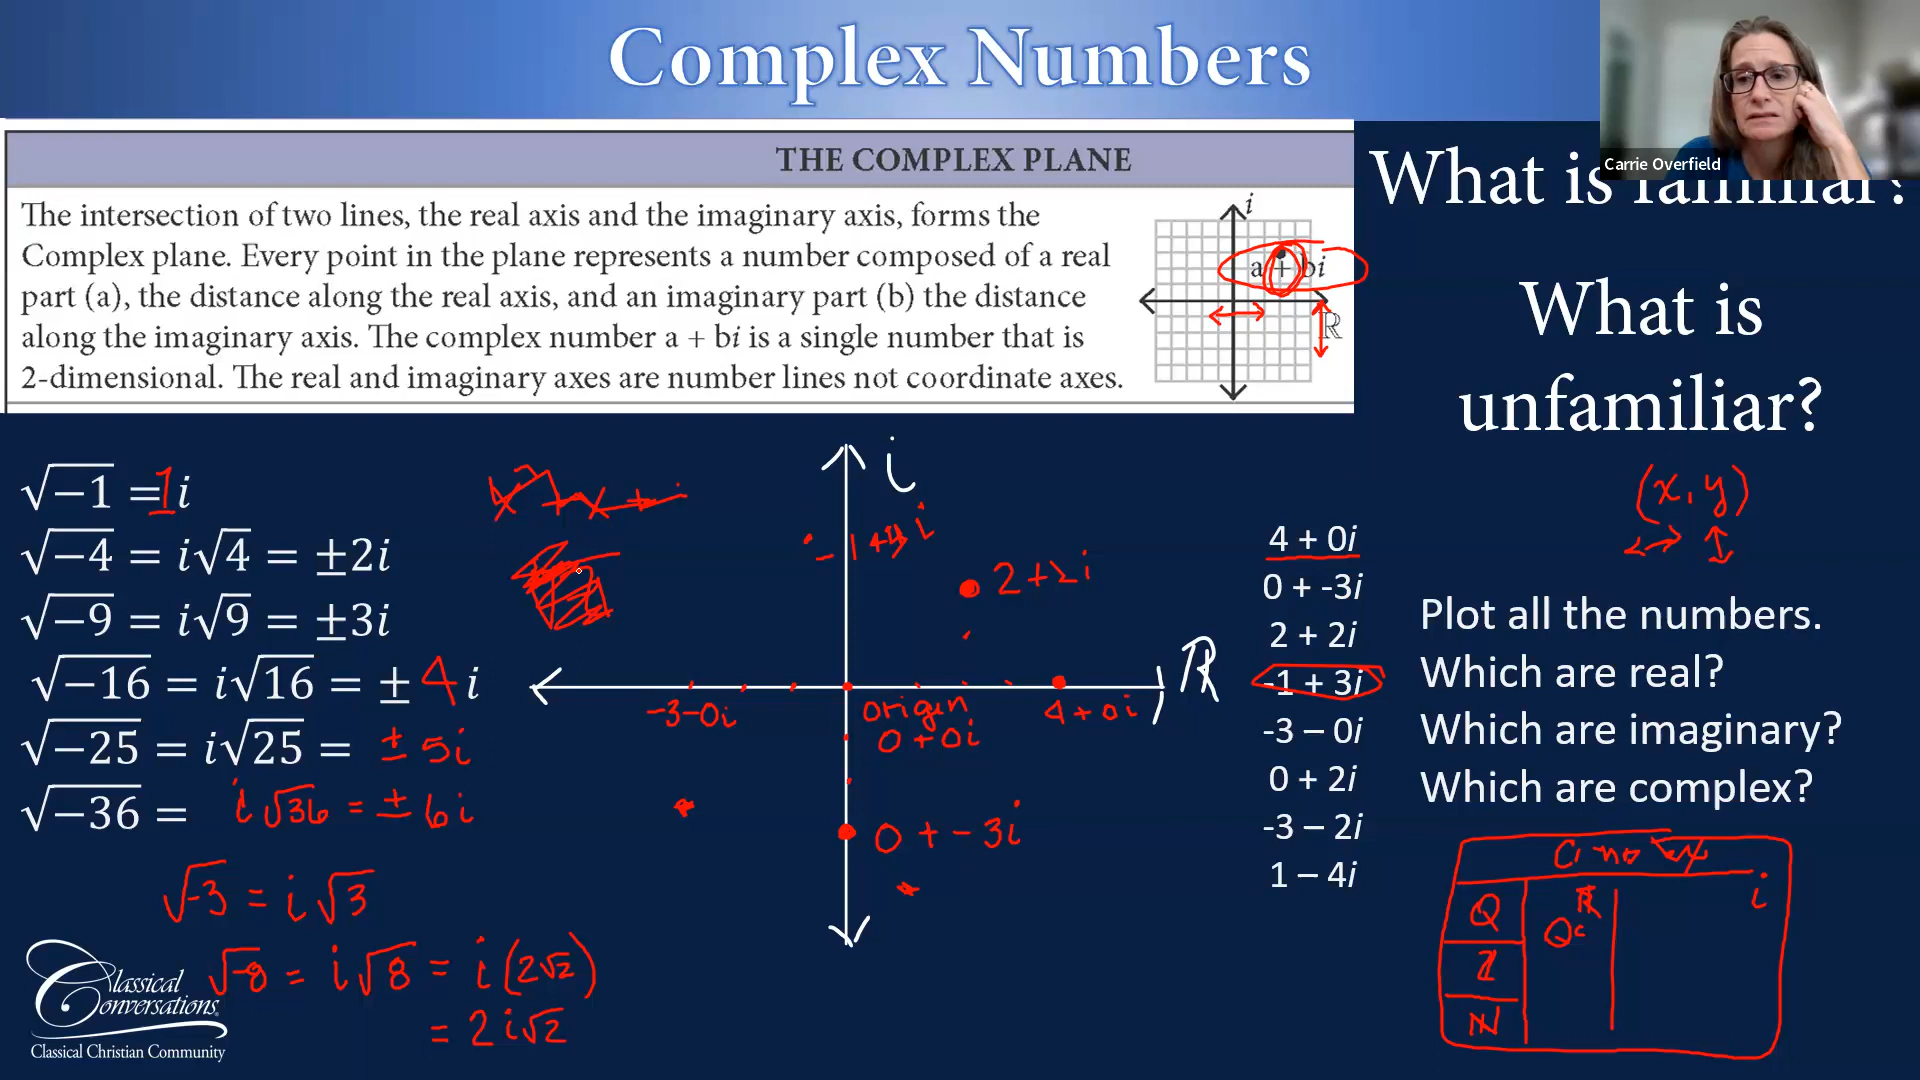 Complex Numbers
Carrie Overfield
THE COMPLEX PLANE
The intersection of two lines, the real axis and the imaginary axis, forms the
Complex plane. Every point in the plane represents a number composed of a real
part (a), the distance along the real axis, and an imaginary part (b) the distance
along the imaginary axis. The complex number a + bi is a single number that is
2-dimensional. The real and imaginary axes are number lines not coordinate axes.
i
a + bi
ℝ
What is familiar?
What is
unfamiliar?
(x, y)
√-1 = 1i
√-4 = i√4 = ±2i
√-9 = i√9 = ±3i
√-16 = i√16 = ± 4i
√-25 = i√25 = ± 5i
√-36 = i√36 = ± 6i
√-3 = i√3
√-8 = i√8 = i(2√2)
= 2i√2
i
2+2i
ℝ
-3-0i
origin
0+0i
4+0i
0 + -3i
4 + 0i
0 + -3i
2 + 2i
-1 + 3i
-3 – 0i
0 + 2i
-3 – 2i
1 – 4i
Plot all the numbers.
Which are real?
Which are imaginary?
Which are complex?
Q
ℝ
i
Z
N
Classical
Conversations
Classical Christian Community